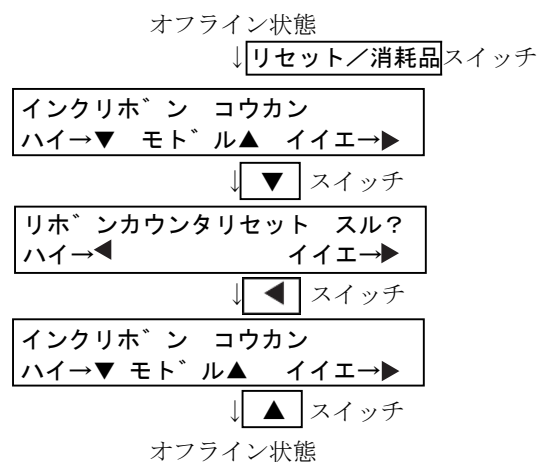 オフライン状態
↓リセット／消耗品スイッチ
インクリホ゛ン コウカン
ハイ→▼ モト゛ル▲ イイエ→▶
↓▼ スイッチ
リホ゛ンカウンタリセット スル？
ハイ→◀ イイエ→▶
↓◀ スイッチ
インクリホ゛ン コウカン
ハイ→▼ モト゛ル▲ イイエ→▶
↓▲ スイッチ
オフライン状態